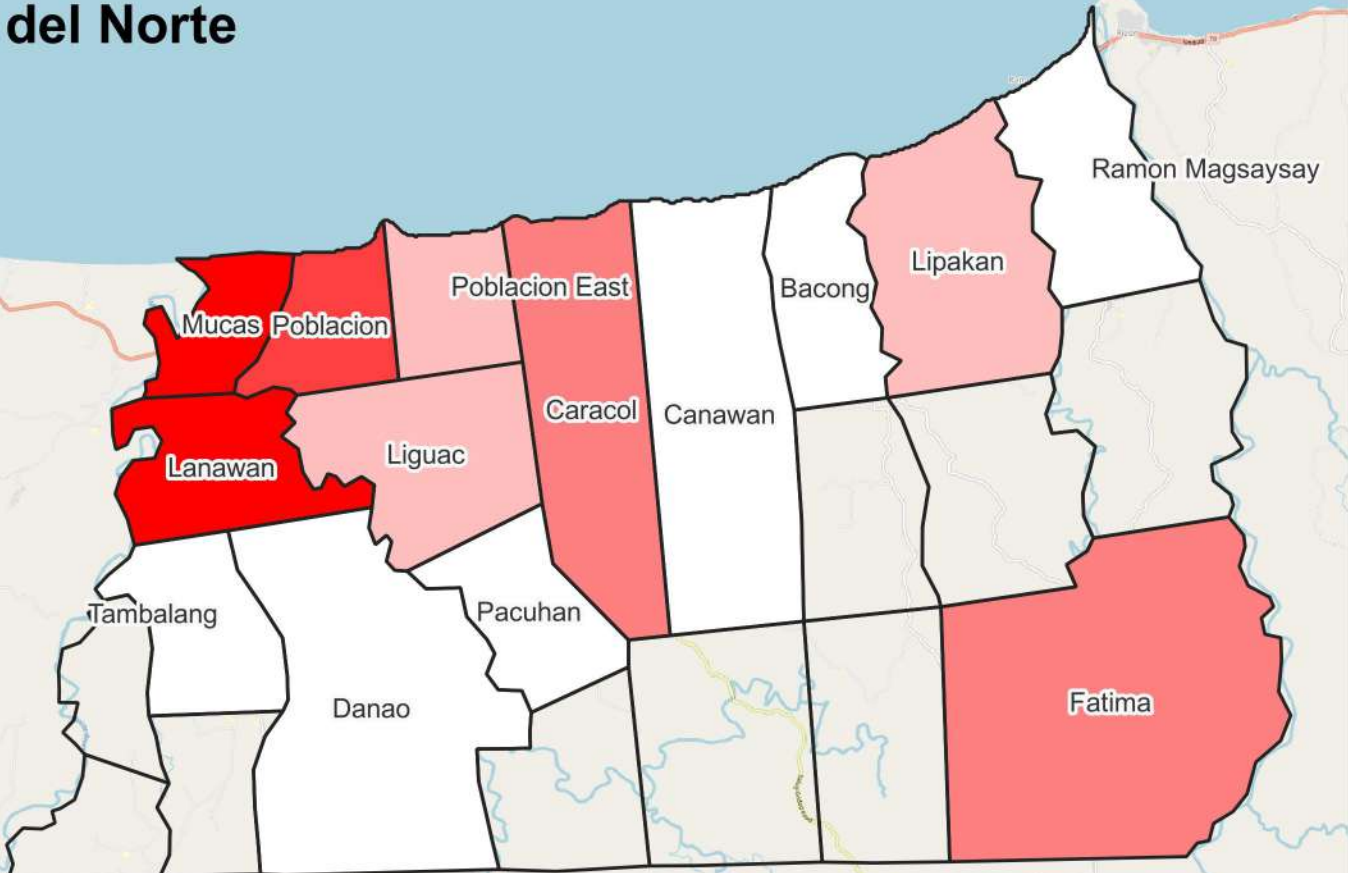 del Norte
Ramon Magsaysay
Lipakan
Poblacion East
Bacong
Mucas
Poblacion
Caracol
Canawan
Liguac
Lanawan
Tambalang
Pacuhan
Danao
Fatima